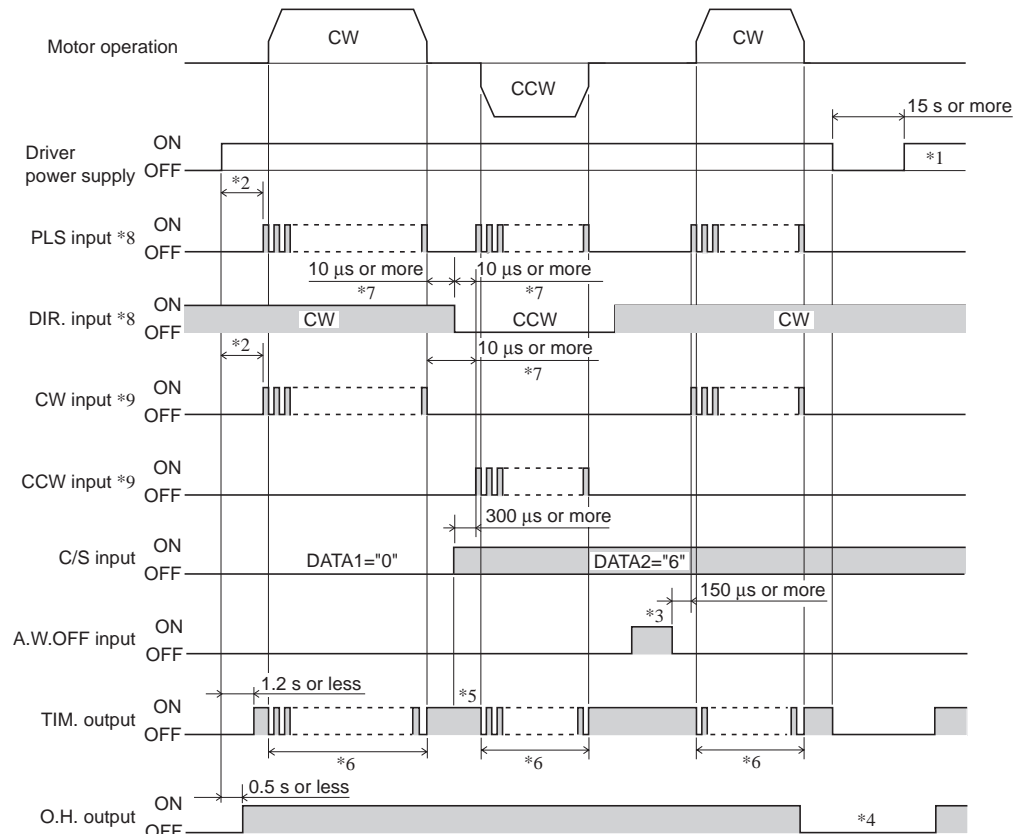 CW
CW
Motor operation
CCW
15 s or more
ON
Driver
power supply
OFF
*1
*2
ON
PLS input *8
OFF
10 μs or more
10 μs or more
*7
*7
ON
DIR. input *8
CW
CCW
CW
OFF
*2
10 μs or more
*7
ON
CW input *9
OFF
ON
CCW input *9
OFF
300 μs or more
ON
C/S input
DATA1="0"
DATA2="6"
OFF
150 μs or more
*3
ON
A.W.OFF input
OFF
1.2 s or less
*5
ON
TIM. output
OFF
*6
*6
*6
0.5 s or less
ON
O.H. output
*4
OFF